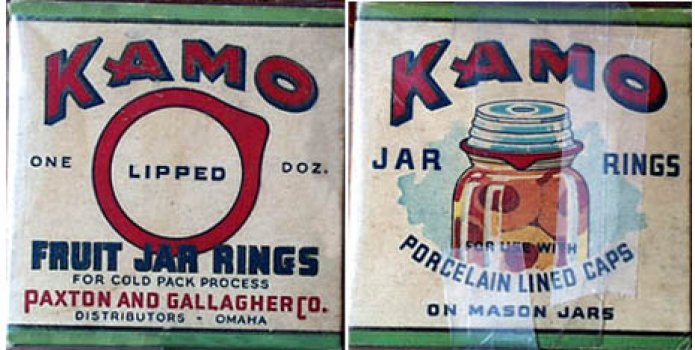 KAMO
ONE LIPPED DOZ.
FRUIT JAR RINGS
FOR COLD PACK PROCESS
PAXTON AND GALLAGHER CO.
DISTRIBUTORS - OMAHA
KAMO
JAR RINGS
FOR USE WITH
PORCELAIN LINED CAPS
ON MASON JARS